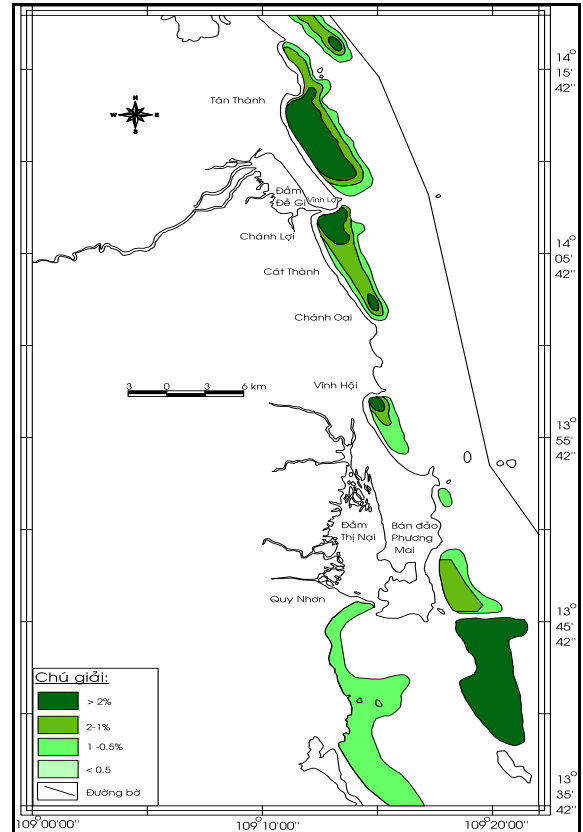 14°
15'
42''
N
W E
S
Tân Thành
Đầm
Đề Gi
Vĩnh Lợi
Chánh Lợi
14°
05'
42''
Cát Thành
Chánh Oai
3 0 3 6 km
Vĩnh Hội
13°
55'
42''
Đầm
Thị Nại
Bán đảo
Phương
Mai
Quy Nhơn
13°
45'
42''
Chú giải:
> 2%
2-1%
1 -0.5%
< 0.5
Đường bờ
13°
35'
42''
109°00'00'' 109°10'00'' 109°20'00''